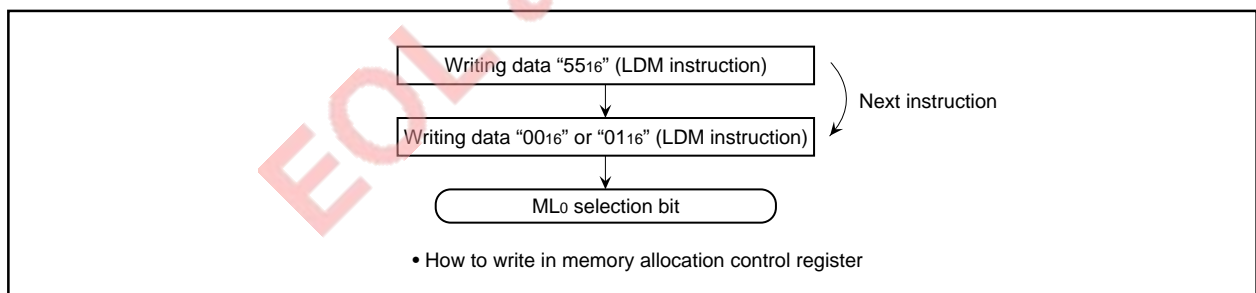 Writing data “5516” (LDM instruction)
Next instruction
Writing data “0016” or “0116” (LDM instruction)
ML0 selection bit
• How to write in memory allocation control register
EOL